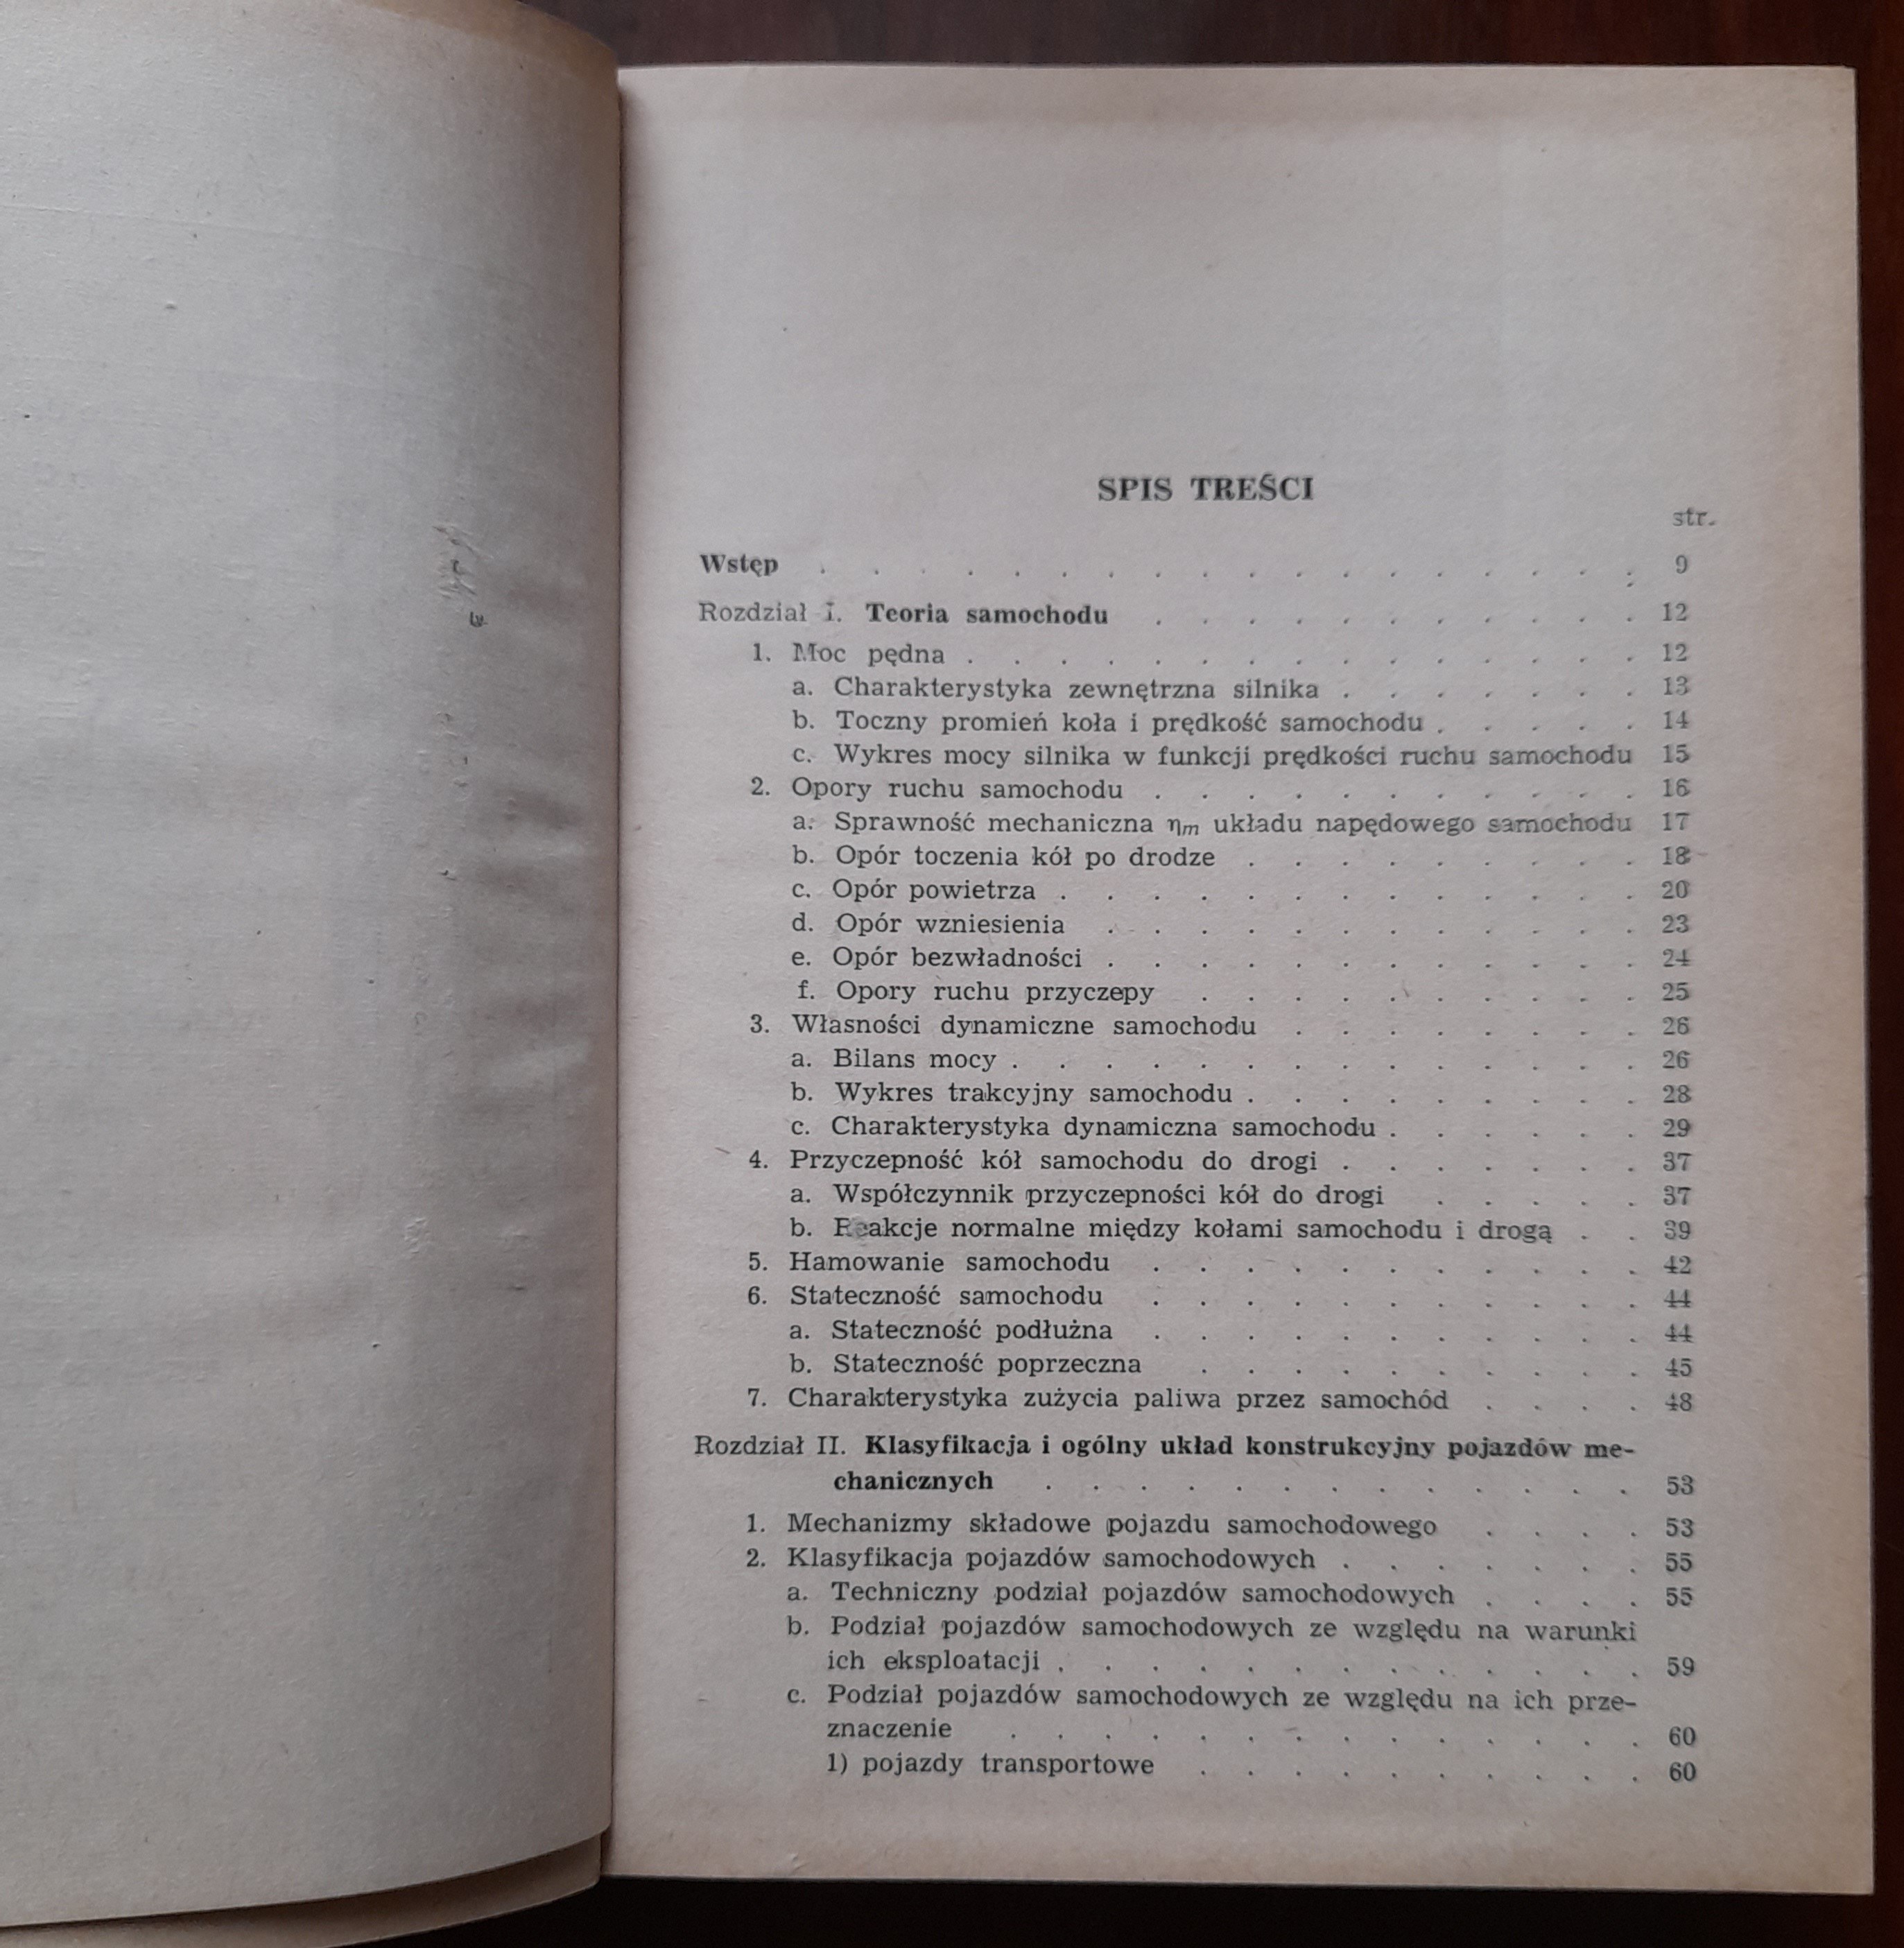 SPIS TREŚCI
str.
Wstęp . . . . . . . . . . . . . . . . . . 9
Rozdział I. Teoria samochodu . . . . . . . . . . . 12
1. Moc pędna . . . . . . . . . . . . . . . 12
a. Charakterystyka zewnętrzna silnika . . . . . . . 13
b. Toczny promień koła i prędkość samochodu . . . . . 14
c. Wykres mocy silnika w funkcji prędkości ruchu samochodu 15
2. Opory ruchu samochodu . . . . . . . . . . . 16
a. Sprawność mechaniczna ηm układu napędowego samochodu 17
b. Opór toczenia kół po drodze . . . . . . . . . 18
c. Opór powietrza . . . . . . . . . . . . . 20
d. Opór wzniesienia . . . . . . . . . . . . 23
e. Opór bezwładności . . . . . . . . . . . . 24
f. Opory ruchu przyczepy . . . . . . . . . . 25
3. Własności dynamiczne samochodu . . . . . . . . 26
a. Bilans mocy . . . . . . . . . . . . . . 26
b. Wykres trakcyjny samochodu . . . . . . . . . 28
c. Charakterystyka dynamiczna samochodu . . . . . . 29
4. Przyczepność kół samochodu do drogi . . . . . . . 37
a. Współczynnik przyczepności kół do drogi . . . . . 37
b. Reakcje normalne między kołami samochodu i drogą . . 39
5. Hamowanie samochodu . . . . . . . . . . . 42
6. Stateczność samochodu . . . . . . . . . . . 44
a. Stateczność podłużna . . . . . . . . . . . 44
b. Stateczność poprzeczna . . . . . . . . . . 45
7. Charakterystyka zużycia paliwa przez samochód . . . . 48
Rozdział II. Klasyfikacja i ogólny układ konstrukcyjny pojazdów me-
chanicznych . . . . . . . . . . . . . 53
1. Mechanizmy składowe pojazdu samochodowego . . . . 53
2. Klasyfikacja pojazdów samochodowych . . . . . . . 55
a. Techniczny podział pojazdów samochodowych . . . . 55
b. Podział pojazdów samochodowych ze względu na warunki
ich eksploatacji . . . . . . . . . . . . . 59
c. Podział pojazdów samochodowych ze względu na ich prze-
znaczenie . . . . . . . . . . . . . . 60
1) pojazdy transportowe . . . . . . . . . . 60